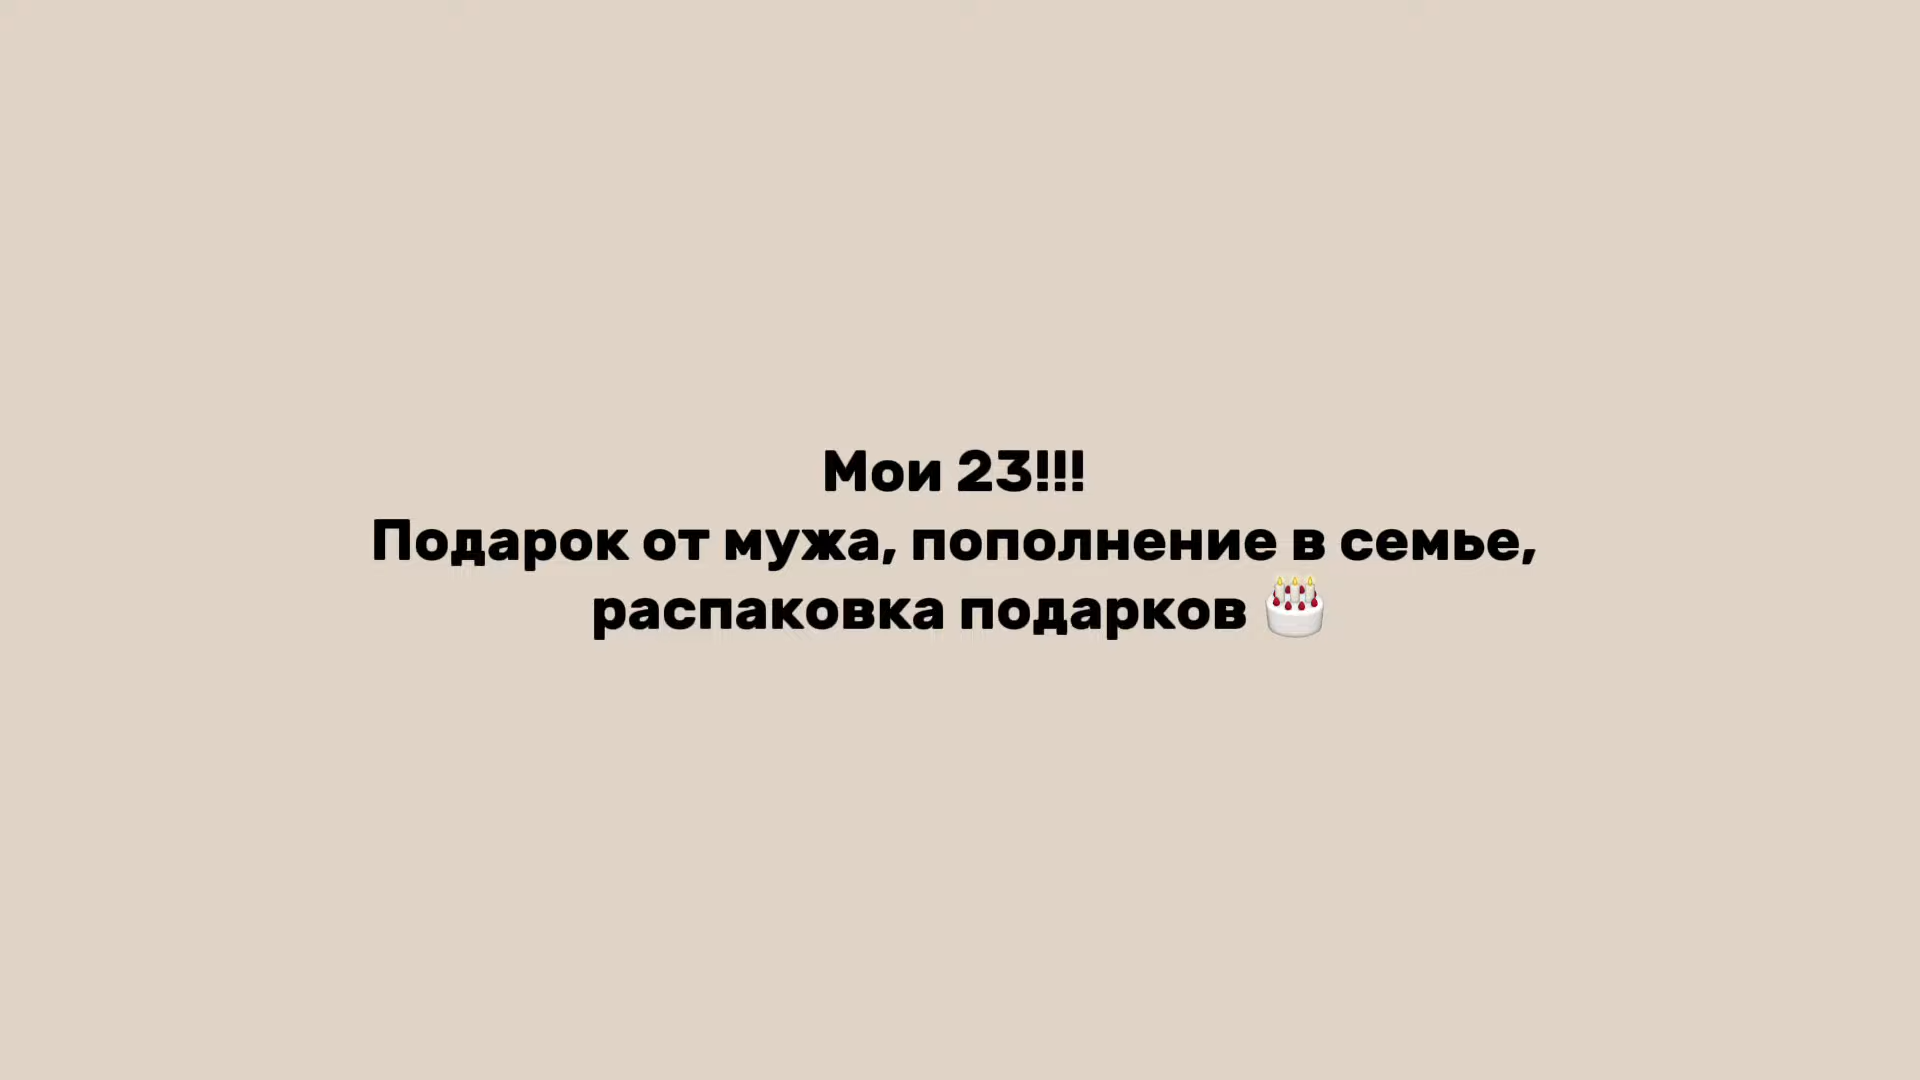 Мои 23!!!
Подарок от мужа, пополнение в семье,
распаковка подарков 🎂